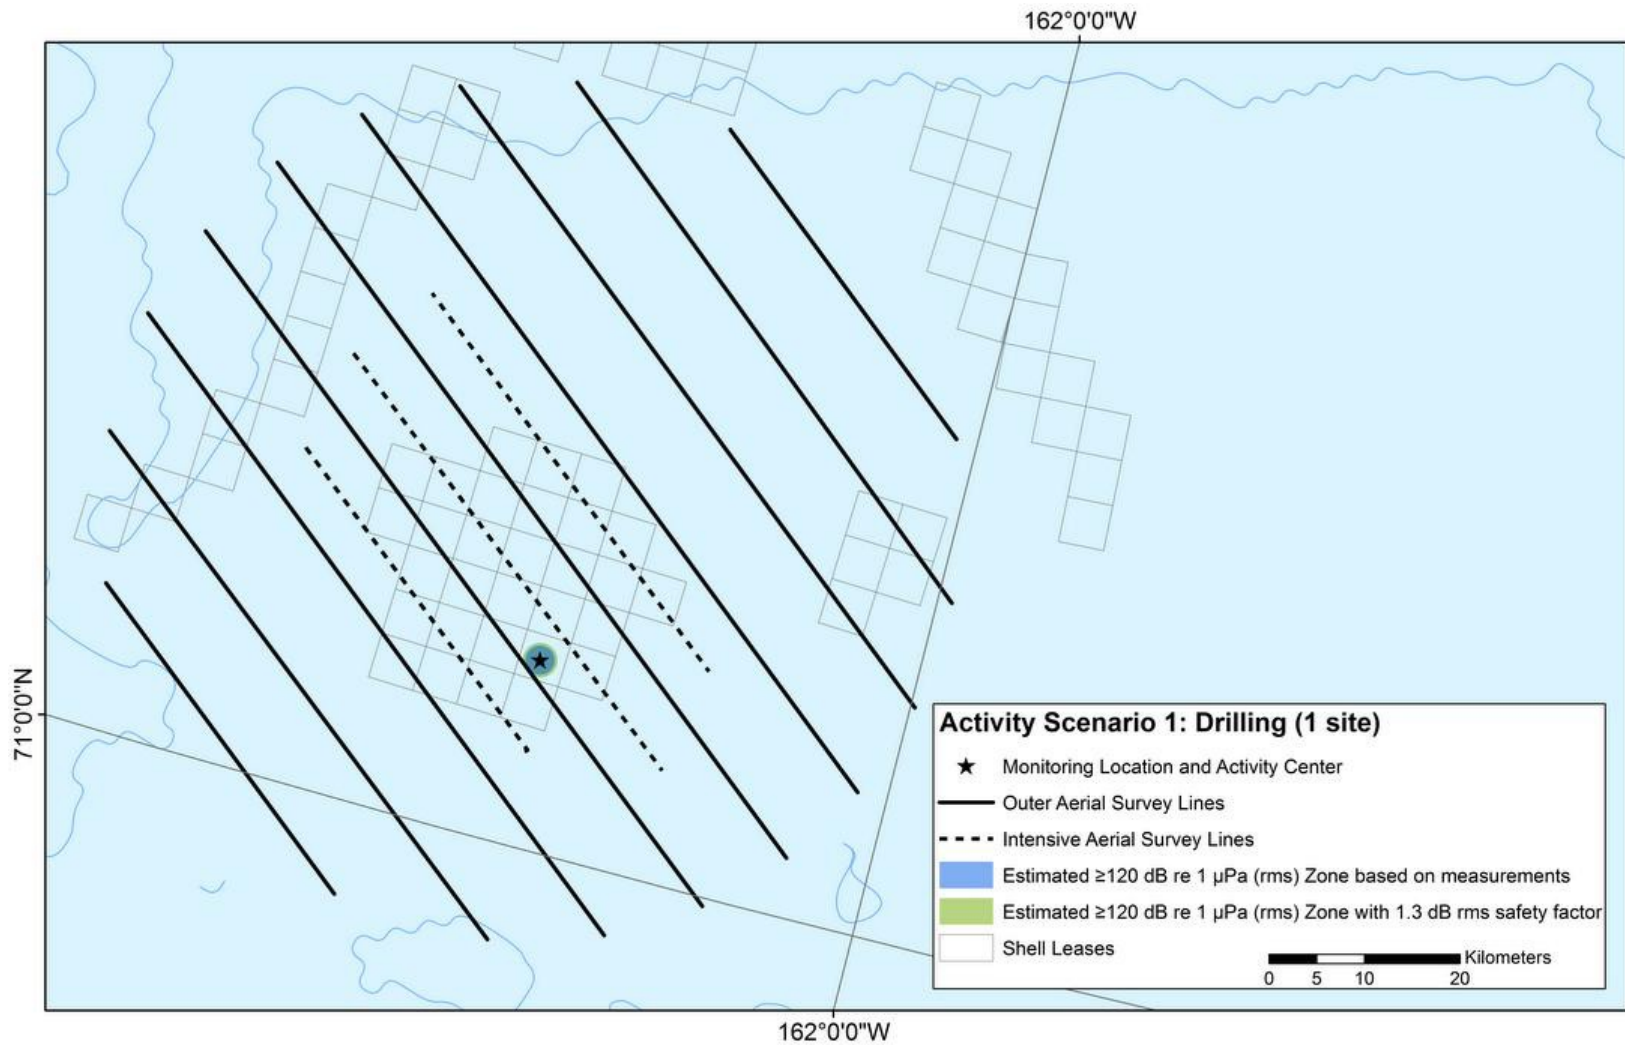 162°0'0"W
71°0'0"N
Activity Scenario 1: Drilling (1 site)
Monitoring Location and Activity Center
Outer Aerial Survey Lines
Intensive Aerial Survey Lines
Estimated ≥120 dB re 1 µPa (rms) Zone based on measurements
Estimated ≥120 dB re 1 µPa (rms) Zone with 1.3 dB rms safety factor
Shell Leases
Kilometers
0 5 10 20
162°0'0"W